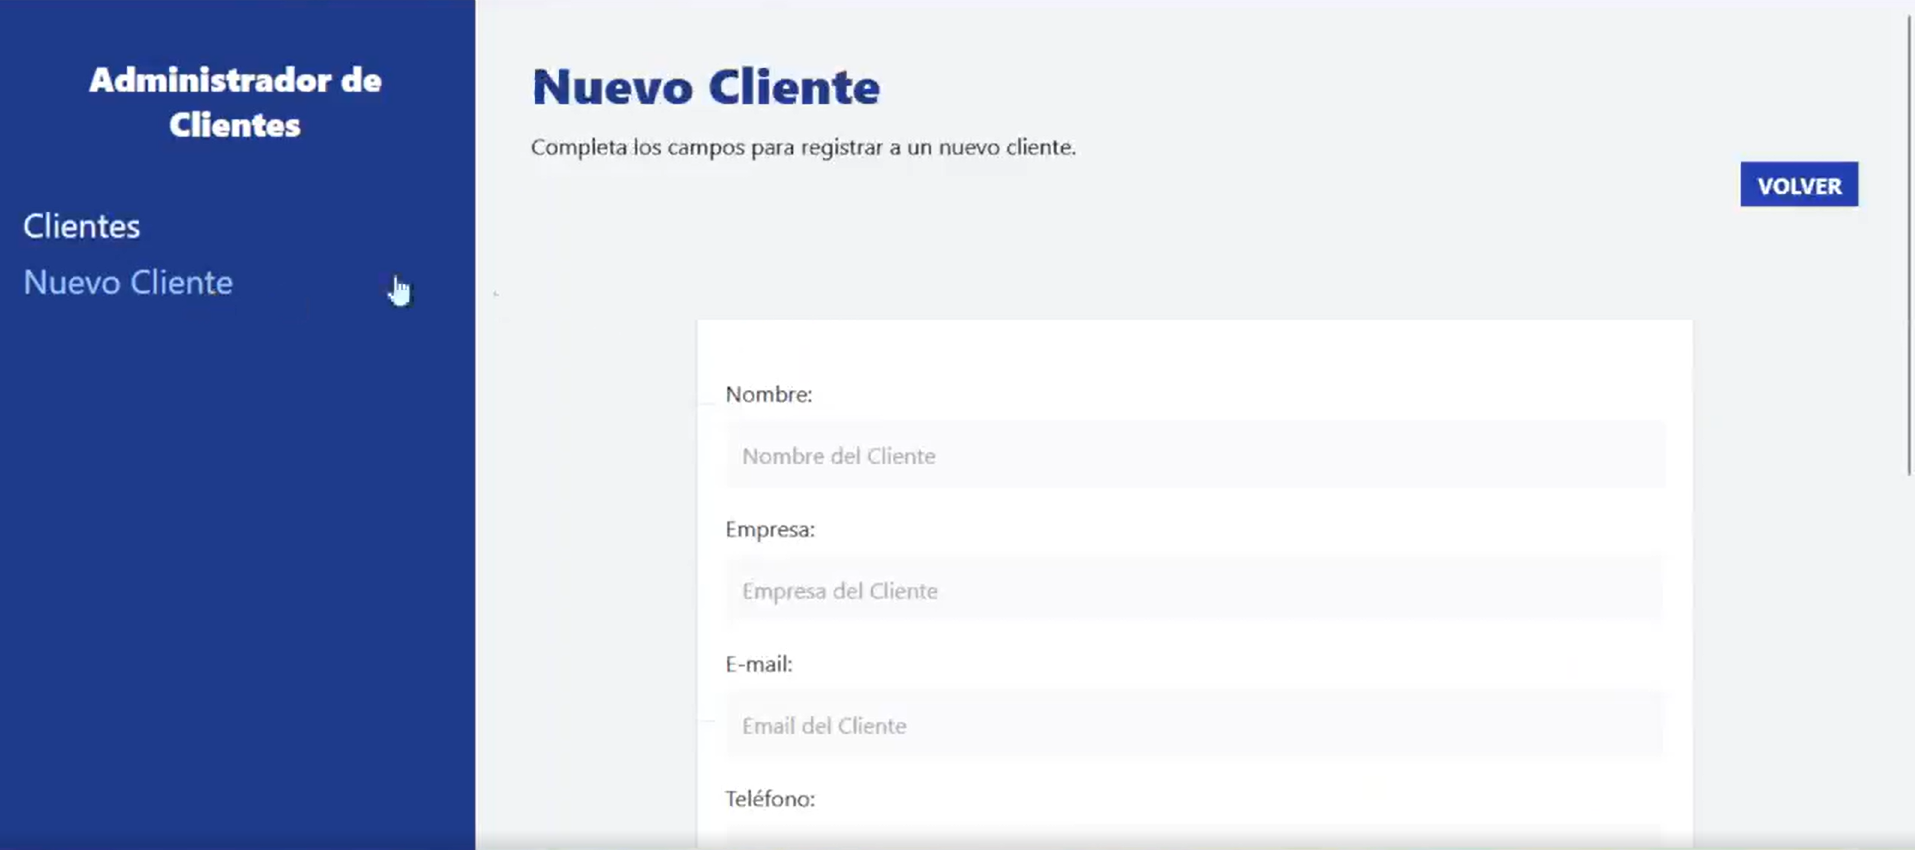 Administrador de
Clientes
Clientes
Nuevo Cliente
Nuevo Cliente
Completa los campos para registrar a un nuevo cliente.
VOLVER
Nombre:
Nombre del Cliente
Empresa:
Empresa del Cliente
E-mail:
Email del Cliente
Teléfono: